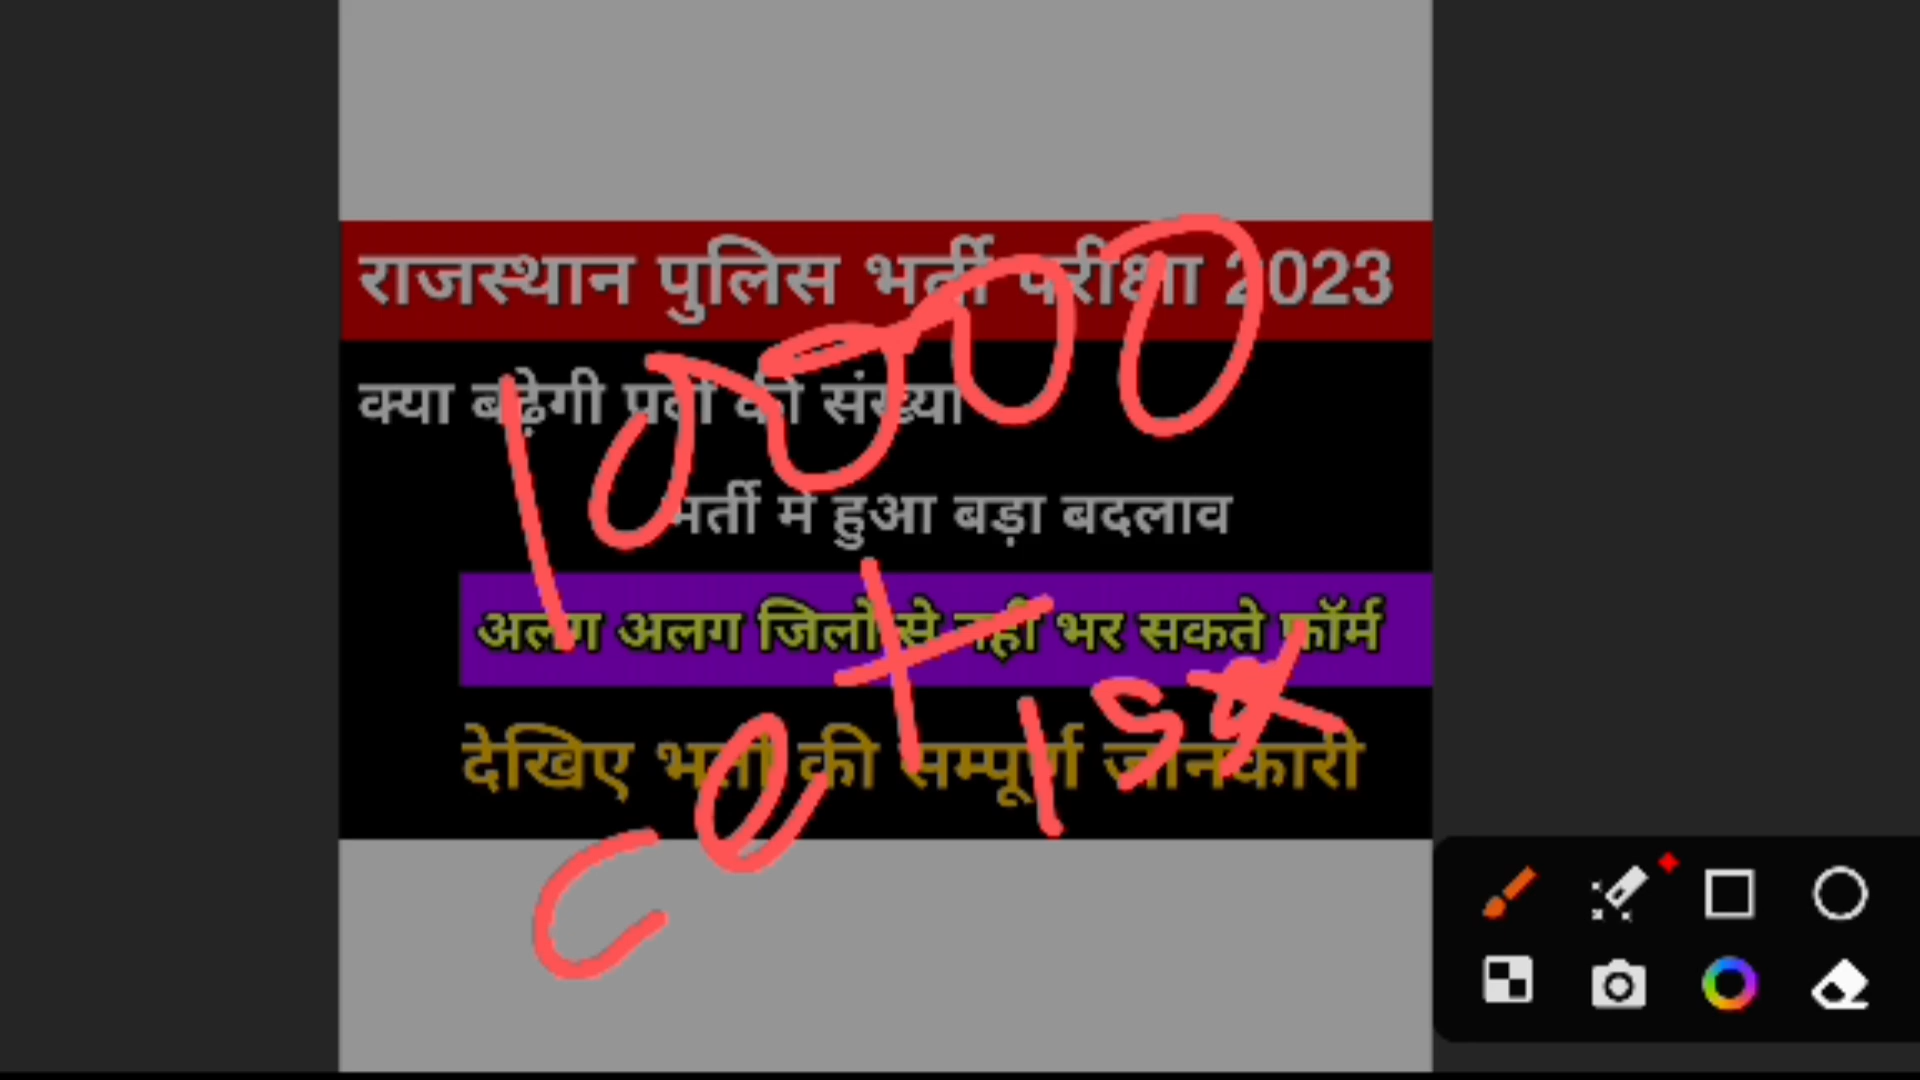 राजस्थान पुलिस भर्ती परीक्षा 2023
क्या बढ़ेगी पदों की संख्या
भर्ती में हुआ बड़ा बदलाव
अलग अलग जिलों से नही भर सकते फॉर्म
देखिए भर्ती की सम्पूर्ण जानकारी
10000
cet